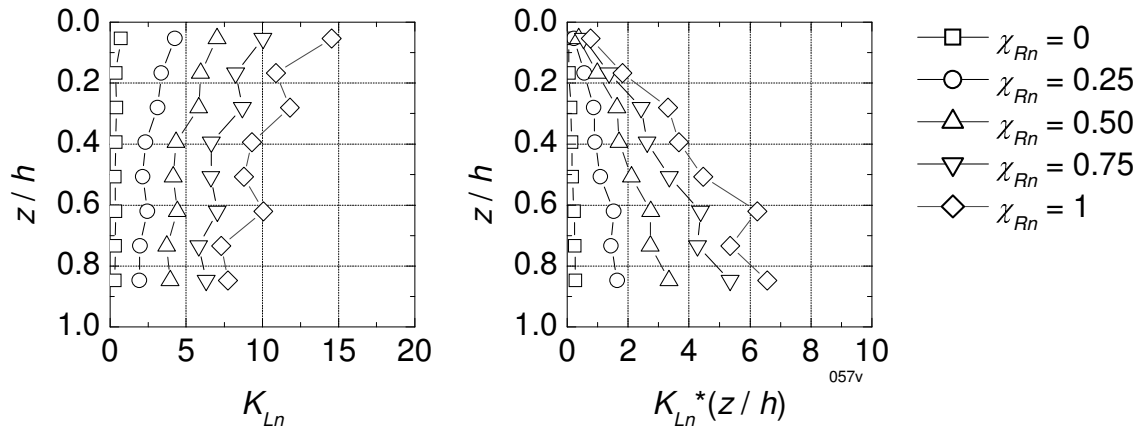 0.0
0.2
0.4
0.6
0.8
1.0
z / h
0 5 10 15 20
K_Ln
0.0
0.2
0.4
0.6
0.8
1.0
z / h
0 2 4 6 8 10
057v
K_Ln*(z / h)
χ_Rn = 0
χ_Rn = 0.25
χ_Rn = 0.50
χ_Rn = 0.75
χ_Rn = 1